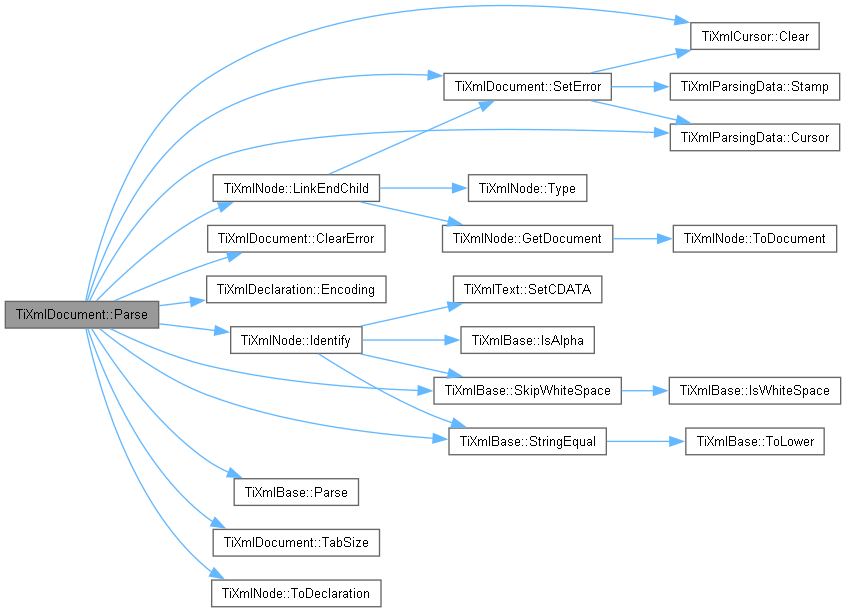 TiXmlCursor::Clear
TiXmlDocument::SetError
TiXmlParsingData::Stamp
TiXmlParsingData::Cursor
TiXmlNode::LinkEndChild
TiXmlNode::Type
TiXmlDocument::ClearError
TiXmlNode::GetDocument
TiXmlNode::ToDocument
TiXmlDeclaration::Encoding
TiXmlText::SetCDATA
TiXmlDocument::Parse
TiXmlNode::Identify
TiXmlBase::IsAlpha
TiXmlBase::SkipWhiteSpace
TiXmlBase::IsWhiteSpace
TiXmlBase::StringEqual
TiXmlBase::ToLower
TiXmlBase::Parse
TiXmlDocument::TabSize
TiXmlNode::ToDeclaration